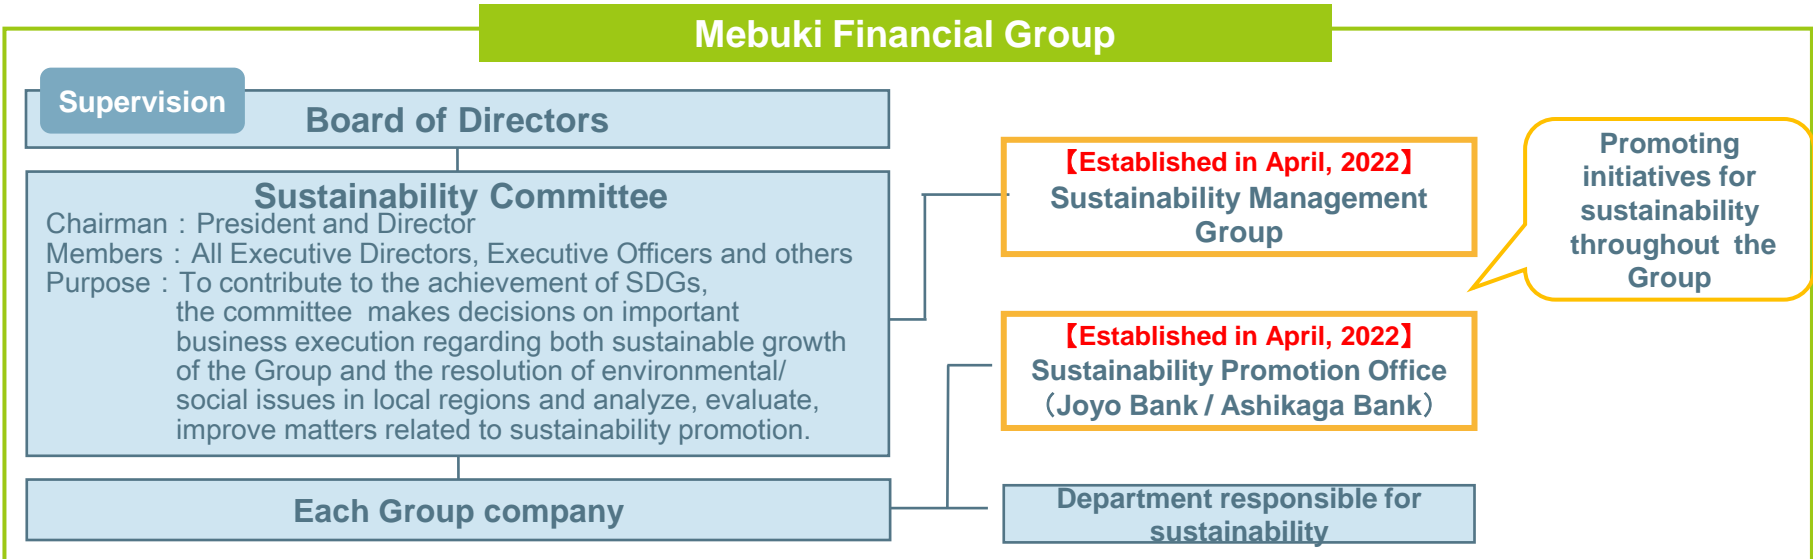 Mebuki Financial Group
Supervision
Board of Directors
Sustainability Committee
Chairman：President and Director
Members：All Executive Directors, Executive Officers and others
Purpose：To contribute to the achievement of SDGs,
the committee makes decisions on important
business execution regarding both sustainable growth
of the Group and the resolution of environmental/
social issues in local regions and analyze, evaluate,
improve matters related to sustainability promotion.
Each Group company
【Established in April, 2022】
Sustainability Management
Group
【Established in April, 2022】
Sustainability Promotion Office
（Joyo Bank / Ashikaga Bank）
Department responsible for
sustainability
Promoting
initiatives for
sustainability
throughout the
Group